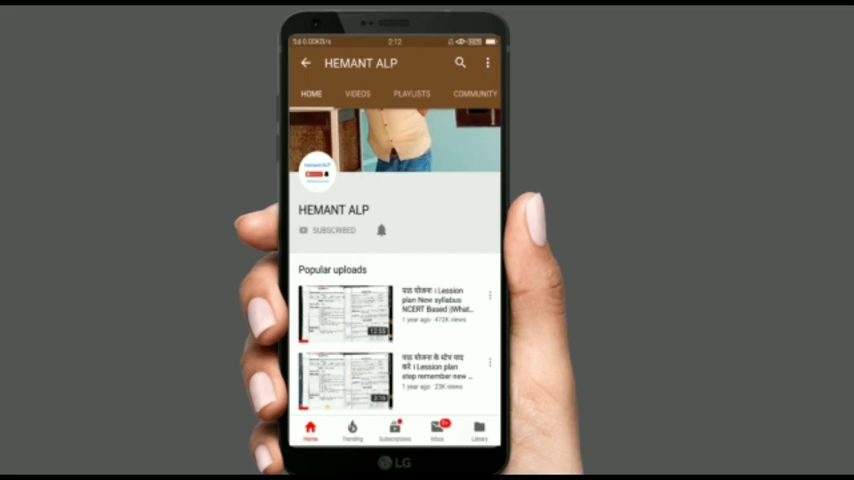 2:12
HEMANT ALP
HOME VIDEOS PLAYLISTS COMMUNITY
HEMANT ALP
SUBSCRIBED
Popular uploads
पाठ योजना । Lession
plan New syllabus
NCERT Based |(What...
1 year ago · 472K views
12:55
पाठ योजना के स्टेप याद
करे । Lession plan
step remember new ...
1 year ago · 23K views
Home Trending Subscriptions Inbox Library
LG